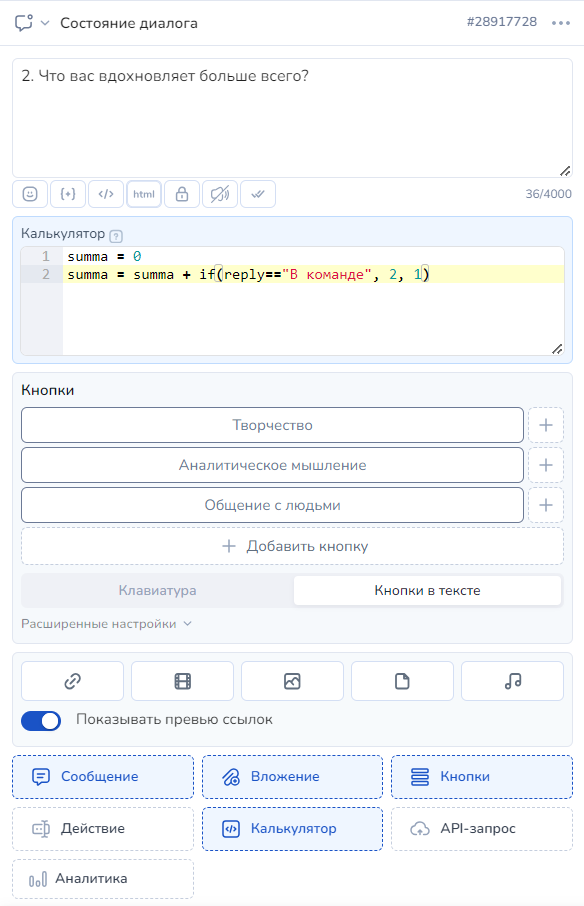 Состояние диалога
#28917728
2. Что вас вдохновляет больше всего?
html
36/4000
Калькулятор ?
1 summa = 0
2 summa = summa + if(reply=="В команде", 2, 1)
Кнопки
Творчество
Аналитическое мышление
Общение с людьми
Добавить кнопку
Клавиатура
Кнопки в тексте
Расширенные настройки
Показывать превью ссылок
Сообщение
Вложение
Кнопки
Действие
Калькулятор
API-запрос
Аналитика